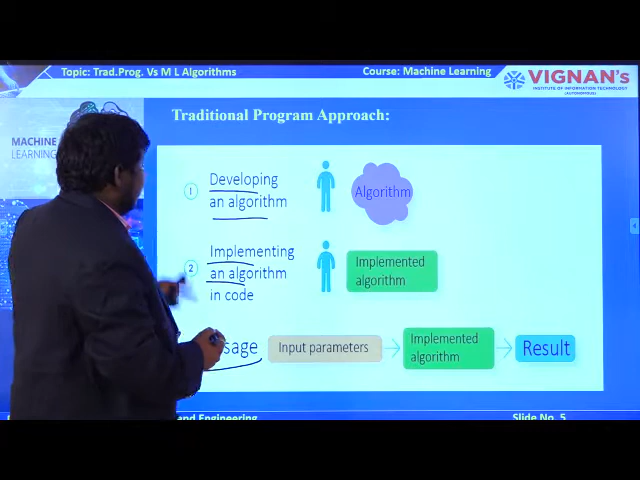 Topic: Trad.Prog. Vs M L Algorithms
Course: Machine Learning
VIGNAN's
INSTITUTE OF INFORMATION TECHNOLOGY
(AUTONOMOUS)
MACHINE
LEARNING
Traditional Program Approach:
1
Developing
an algorithm
Algorithm
2
Implementing
an algorithm
in code
Implemented
algorithm
Input parameters
Implemented
algorithm
Result
and Engineering
Slide No. 5